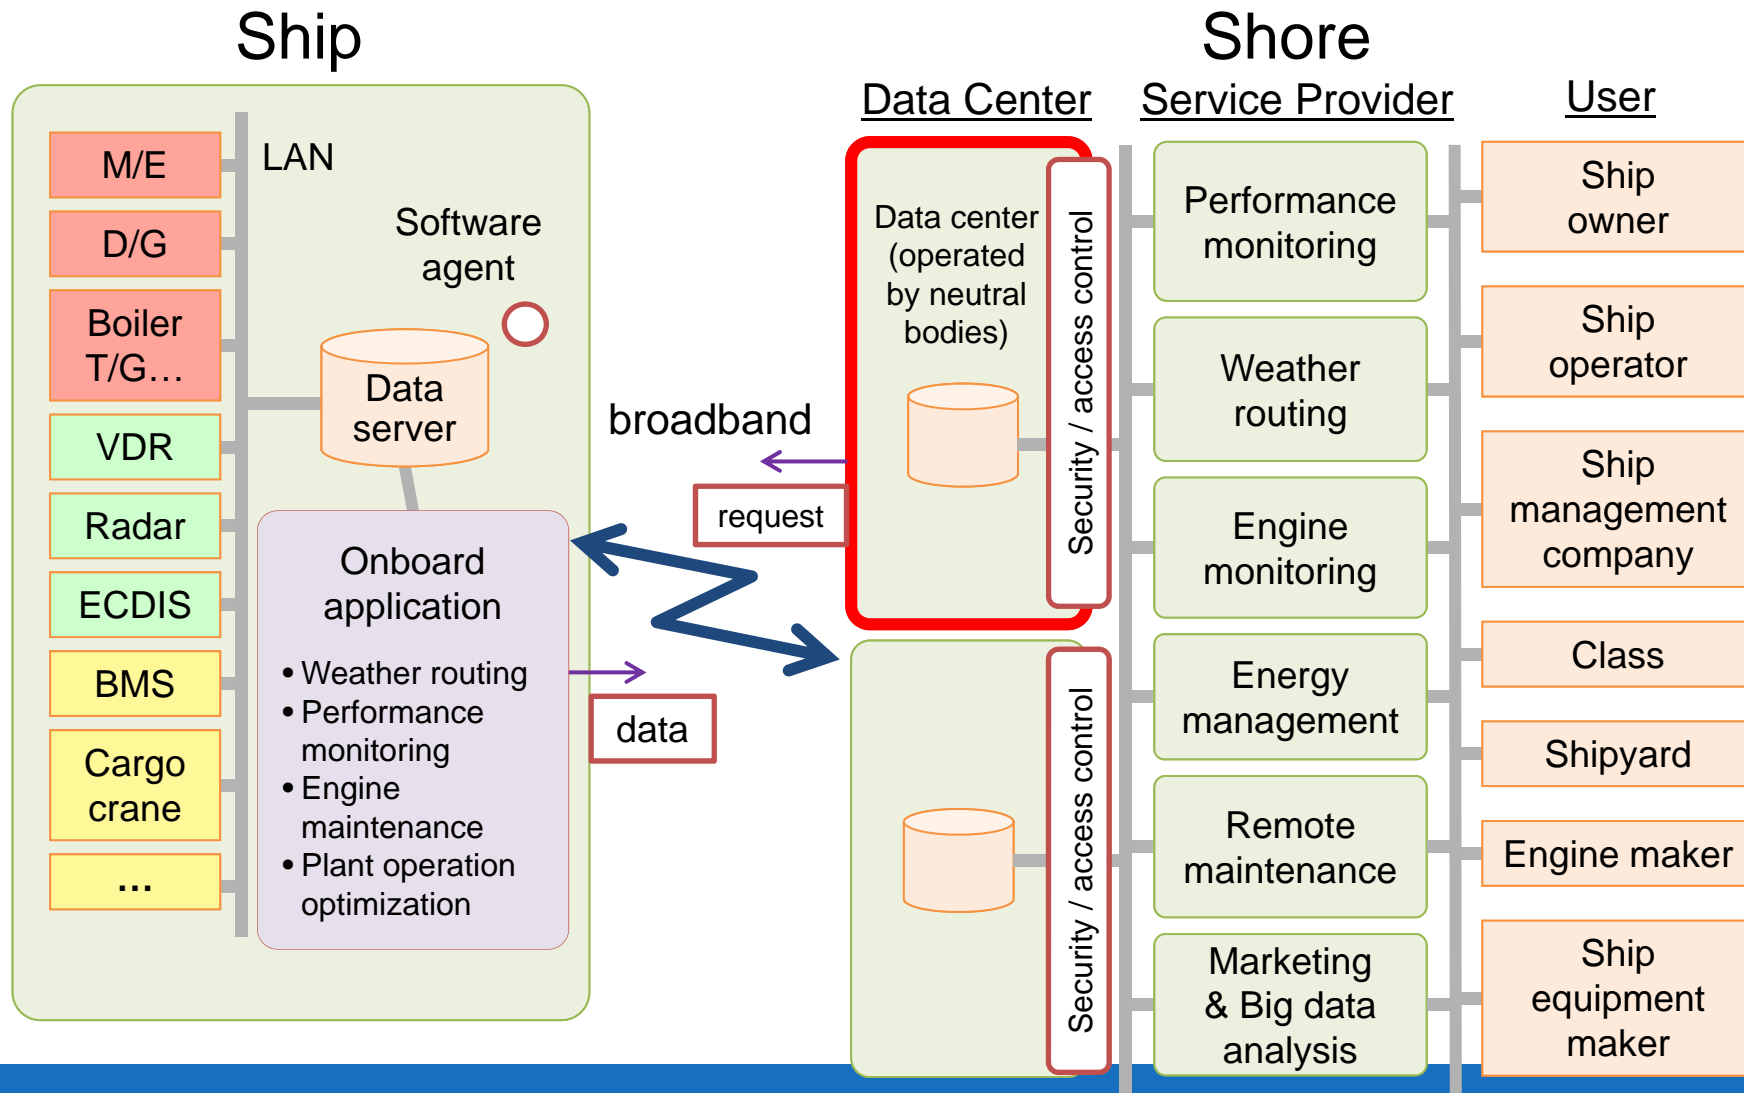 Ship
Shore
Data Center
Service Provider
User
M/E
D/G
Boiler
T/G…
VDR
Radar
ECDIS
BMS
Cargo
crane
…
LAN
Software
agent
Data
server
Onboard
application
• Weather routing
• Performance
monitoring
• Engine
maintenance
• Plant operation
optimization
broadband
request
data
Data center
(operated
by neutral
bodies)
Security / access control
Security / access control
Performance
monitoring
Weather
routing
Engine
monitoring
Energy
management
Remote
maintenance
Marketing
& Big data
analysis
Ship
owner
Ship
operator
Ship
management
company
Class
Shipyard
Engine maker
Ship
equipment
maker